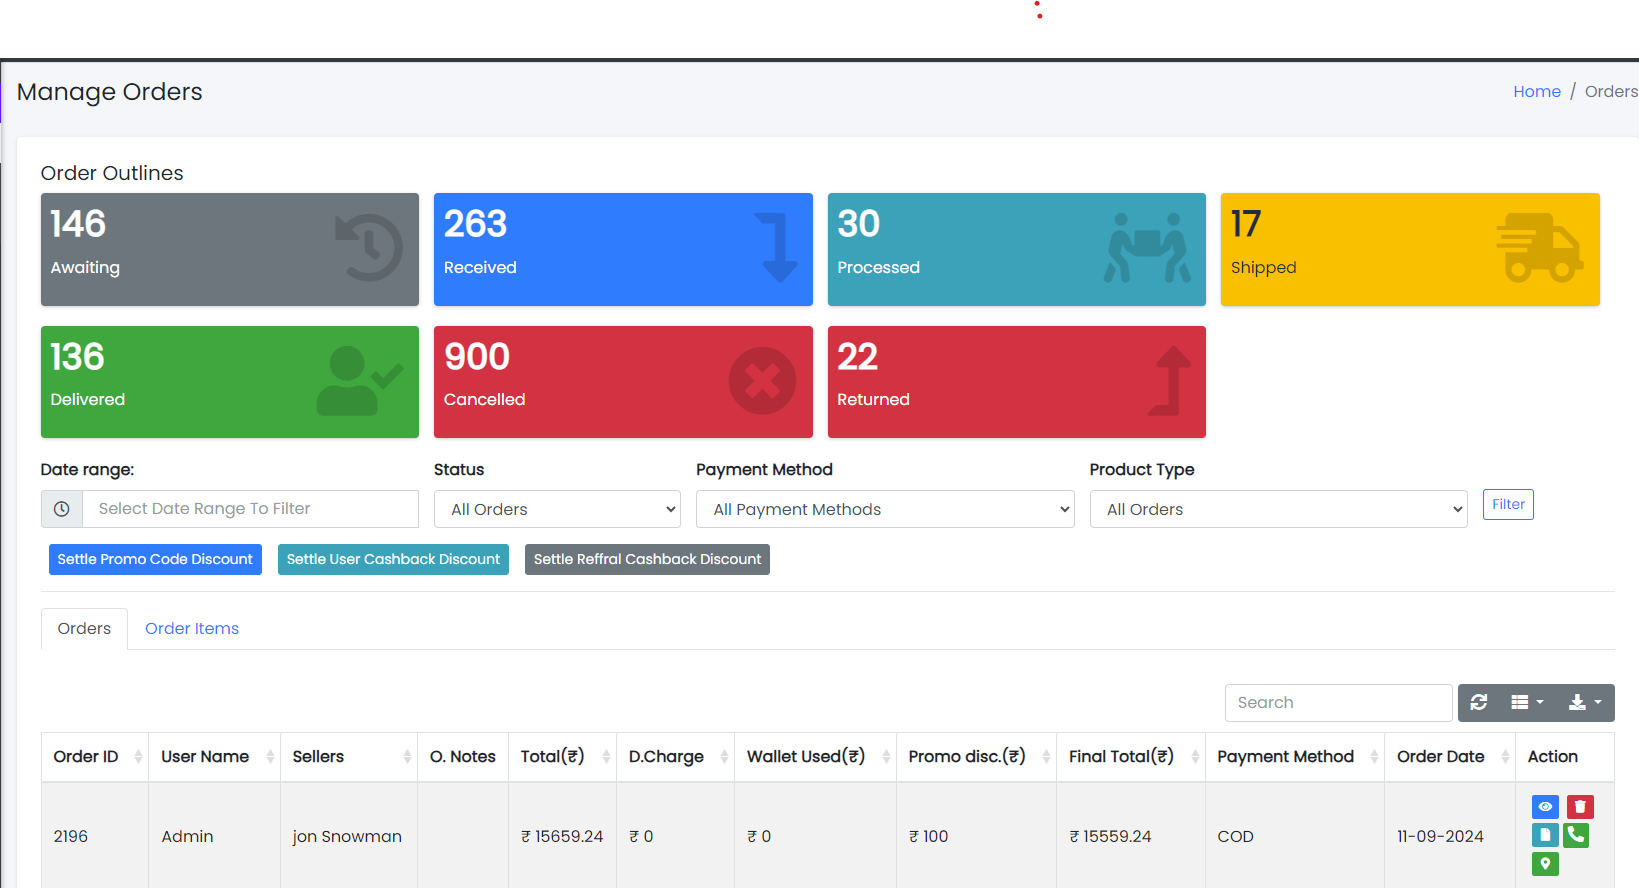 Manage Orders
Home / Orders
Order Outlines
146
Awaiting
263
Received
30
Processed
17
Shipped
136
Delivered
900
Cancelled
22
Returned
Date range:
Status
Payment Method
Product Type
Select Date Range To Filter
All Orders
All Payment Methods
All Orders
Filter
Settle Promo Code Discount
Settle User Cashback Discount
Settle Reffral Cashback Discount
Orders
Order Items
Search
Order ID User Name Sellers O. Notes Total(₹) D.Charge Wallet Used(₹) Promo disc.(₹) Final Total(₹) Payment Method Order Date Action
2196 Admin jon Snowman ₹ 15659.24 ₹ 0 ₹ 0 ₹ 100 ₹ 15559.24 COD 11-09-2024